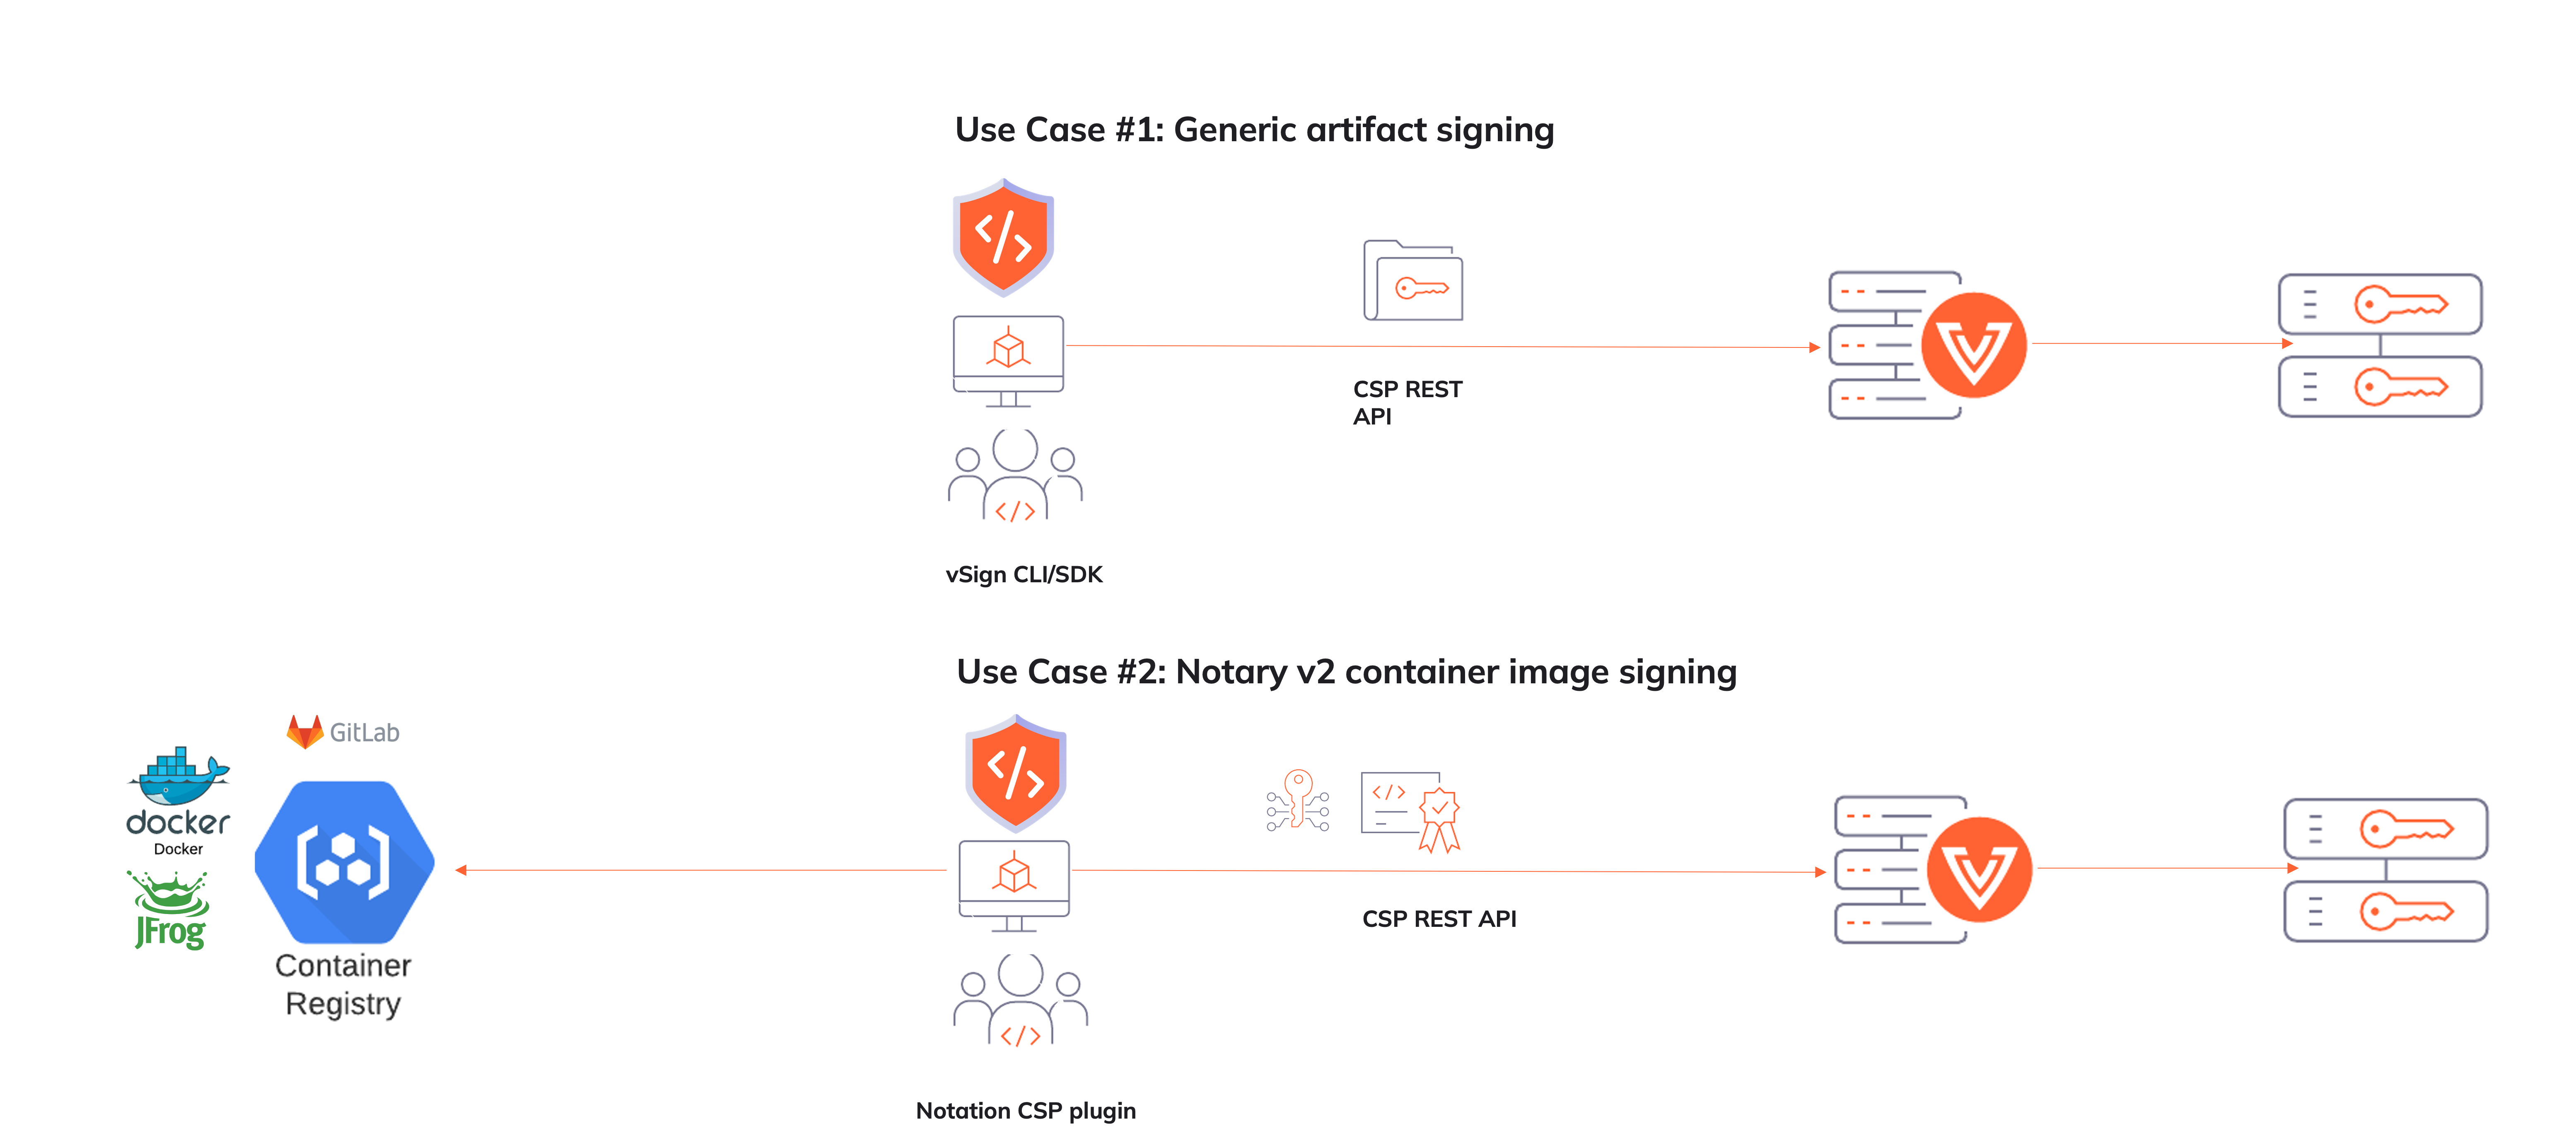 Use Case #1: Generic artifact signing
CSP REST
API
vSign CLI/SDK
Use Case #2: Notary v2 container image signing
GitLab
docker
Docker
JFrog
Container
Registry
CSP REST API
Notation CSP plugin